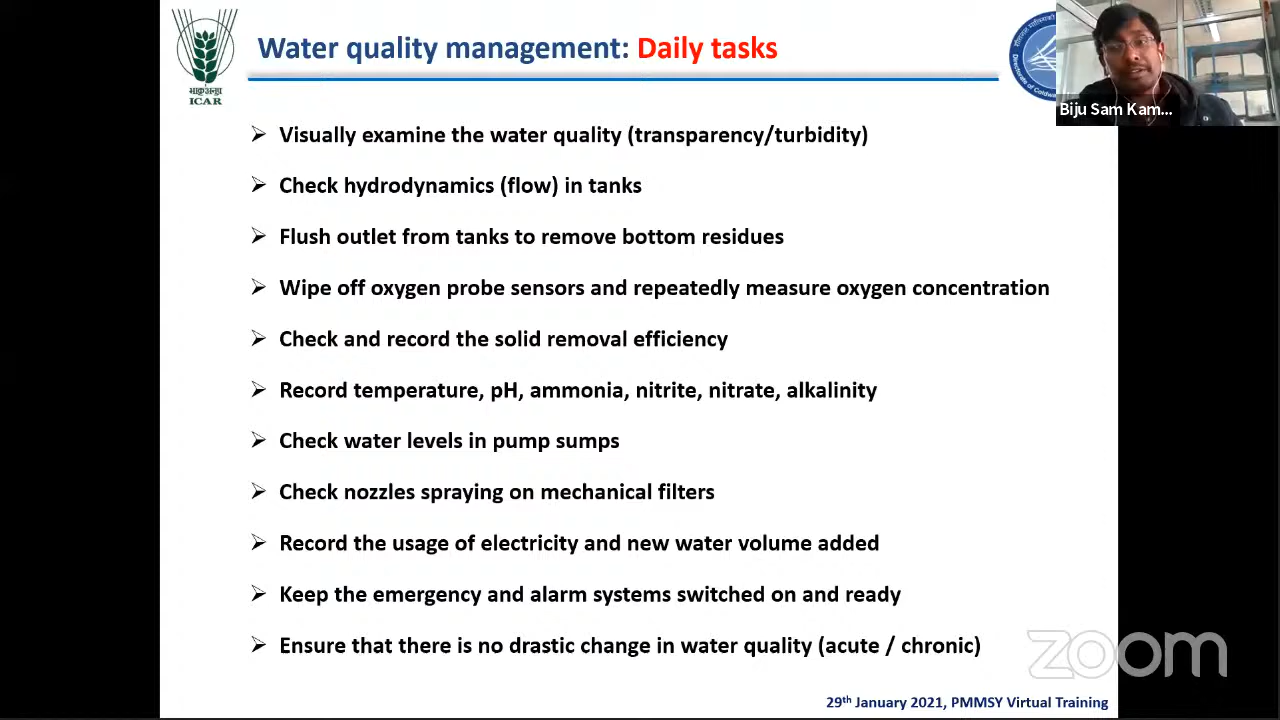 Water quality management: Daily tasks
भाकृअनुप
ICAR
Directorate of Coldw
Biju Sam Kam...
➢ Visually examine the water quality (transparency/turbidity)
➢ Check hydrodynamics (flow) in tanks
➢ Flush outlet from tanks to remove bottom residues
➢ Wipe off oxygen probe sensors and repeatedly measure oxygen concentration
➢ Check and record the solid removal efficiency
➢ Record temperature, pH, ammonia, nitrite, nitrate, alkalinity
➢ Check water levels in pump sumps
➢ Check nozzles spraying on mechanical filters
➢ Record the usage of electricity and new water volume added
➢ Keep the emergency and alarm systems switched on and ready
➢ Ensure that there is no drastic change in water quality (acute / chronic)
zoom
29th January 2021, PMMSY Virtual Training